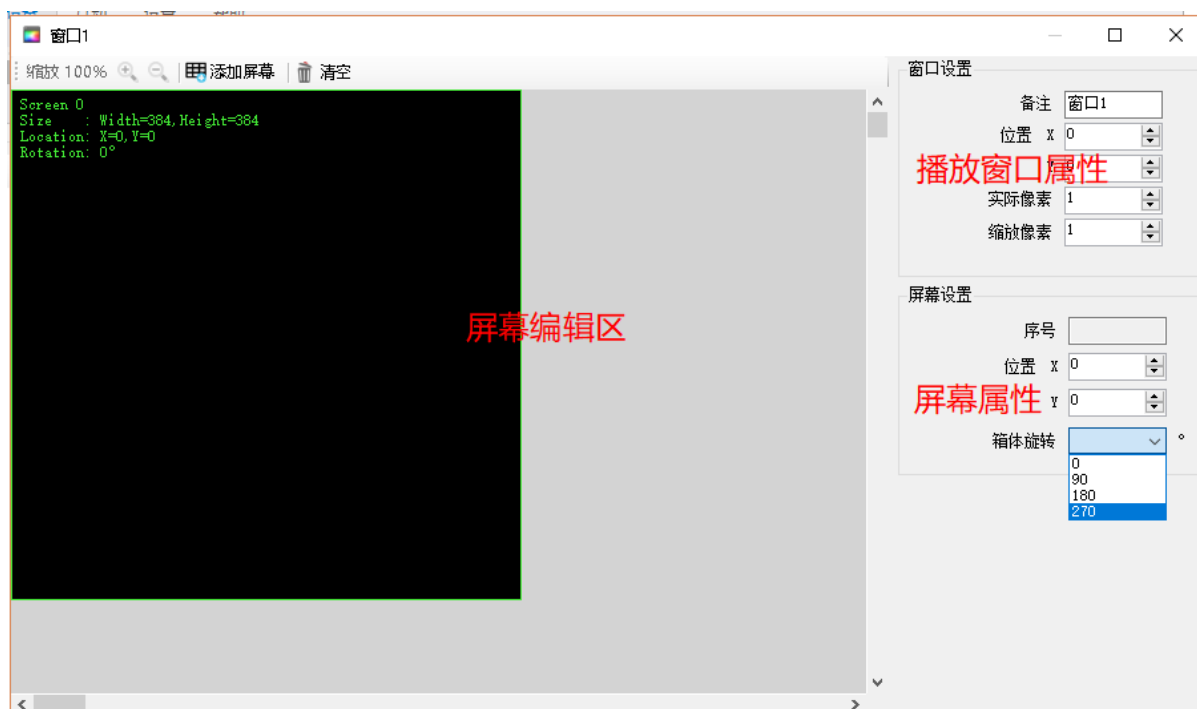 窗口1
缩放 100% 添加屏幕 清空
Screen 0
Size : Width=384,Height=384
Location: X=0,Y=0
Rotation: 0°
屏幕编辑区
窗口设置
备注 窗口1
位置 X 0
播放窗口属性
实际像素 1
缩放像素 1
屏幕设置
序号
位置 X 0
屏幕属性 Y 0
箱体旋转 °
0
90
180
270